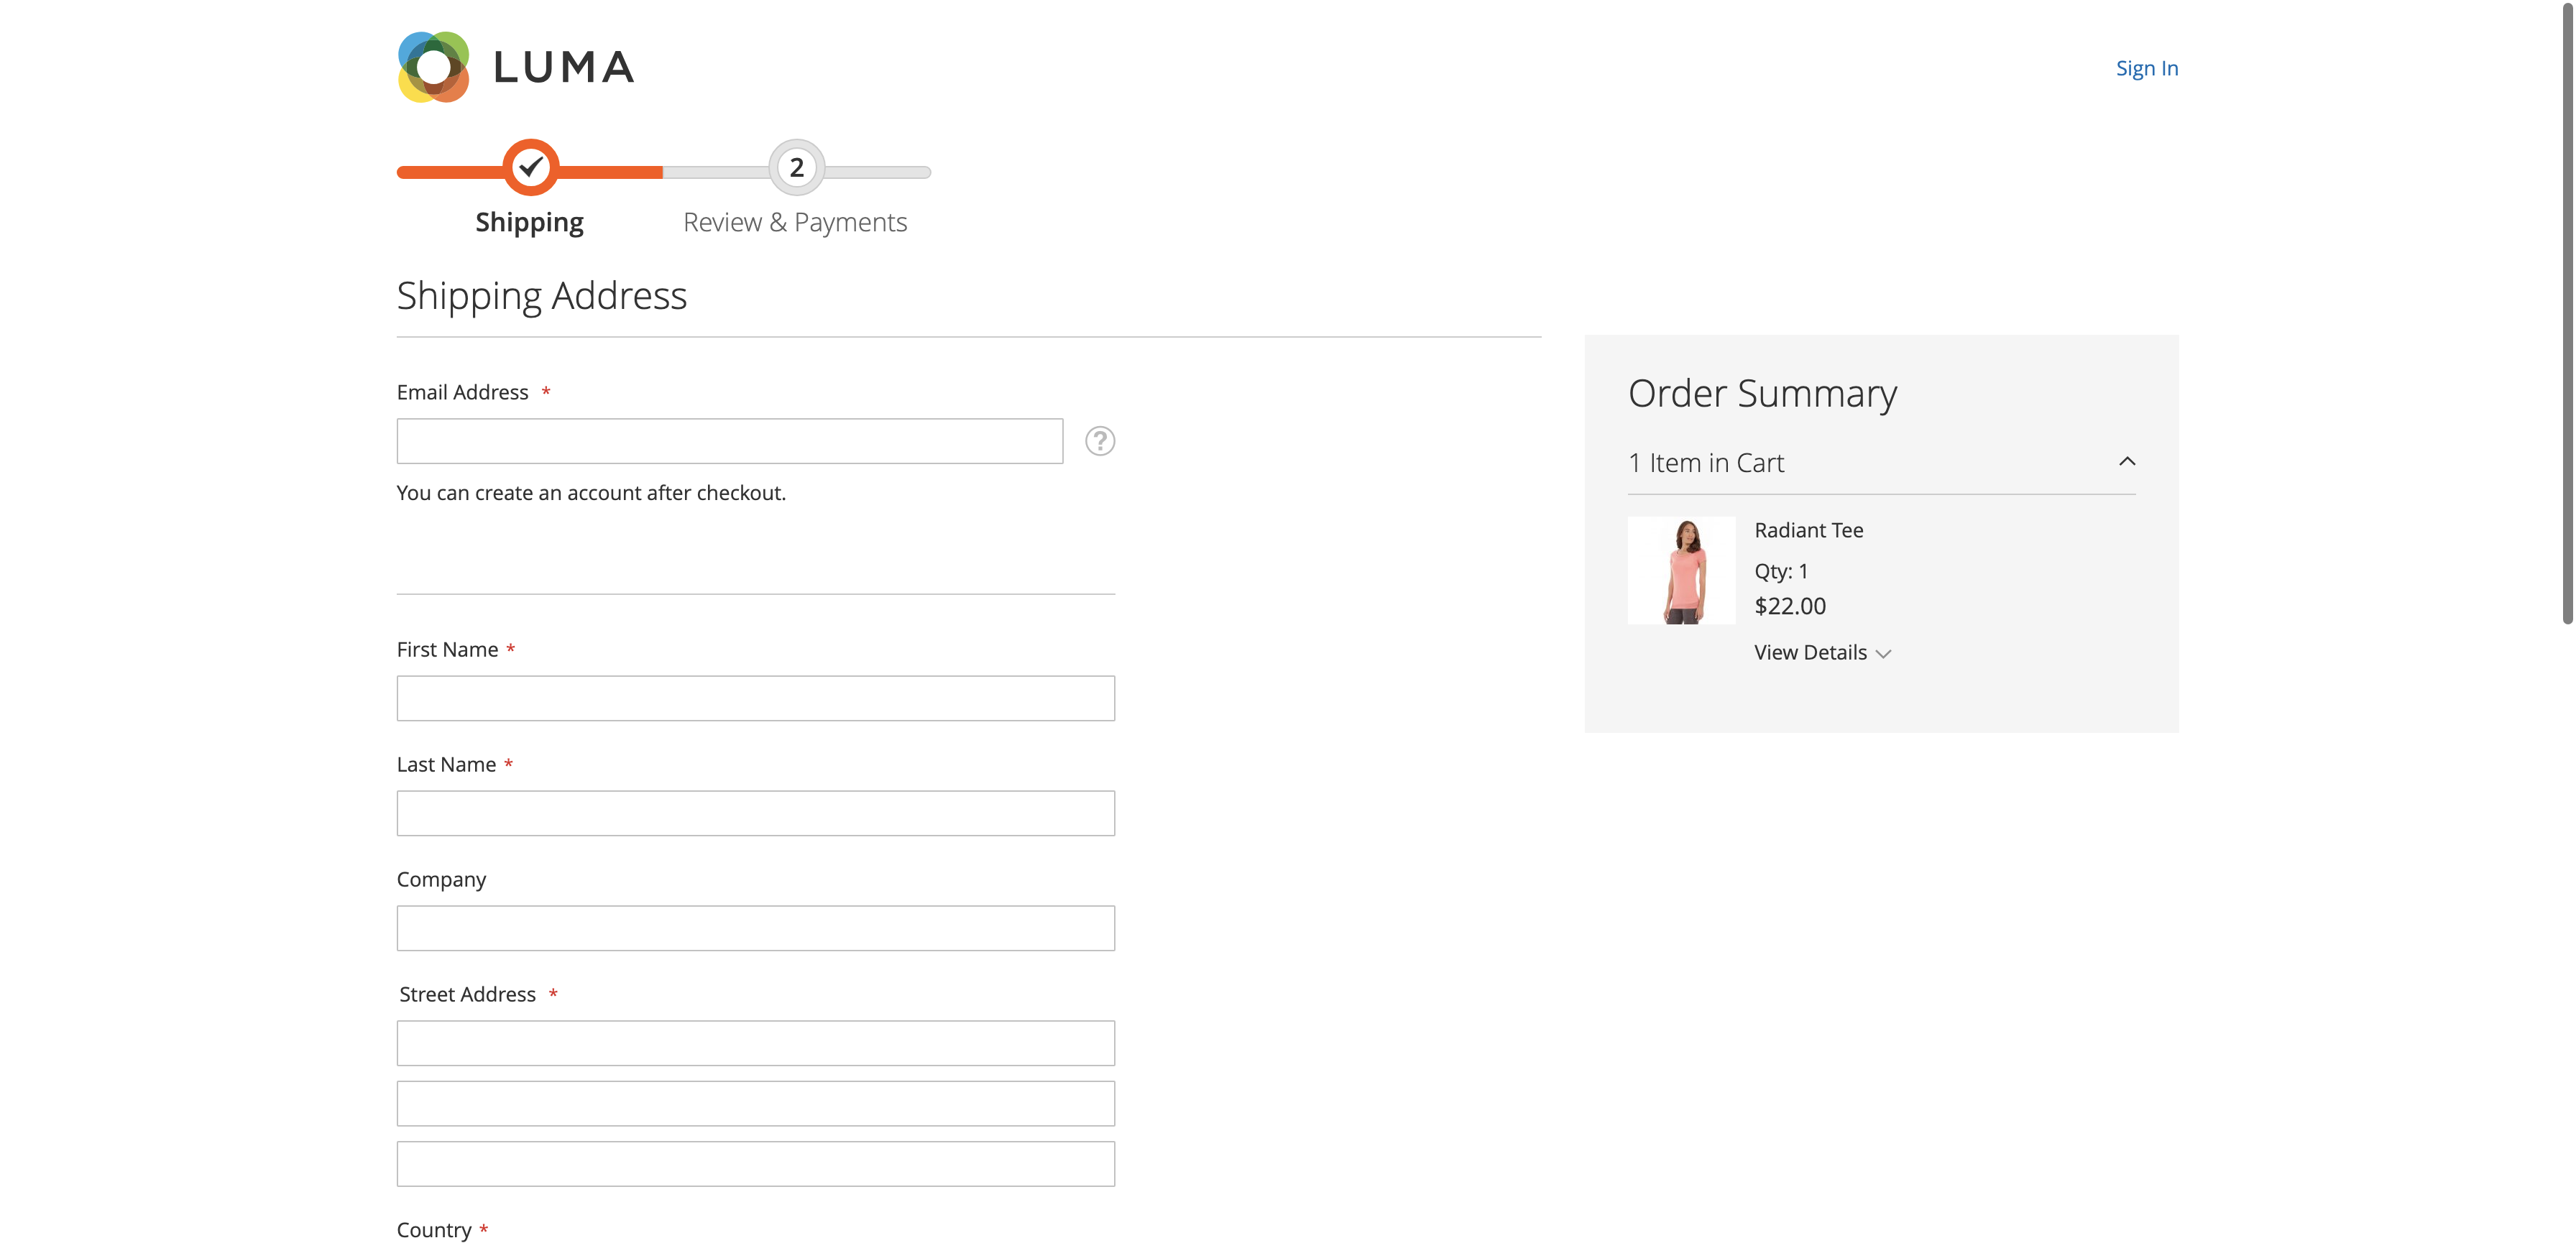 LUMA
Sign In
2
Shipping
Review & Payments
Shipping Address
Email Address *
?
You can create an account after checkout.
First Name *
Last Name *
Company
Street Address *
Country *
Order Summary
1 Item in Cart
Radiant Tee
Qty: 1
$22.00
View Details